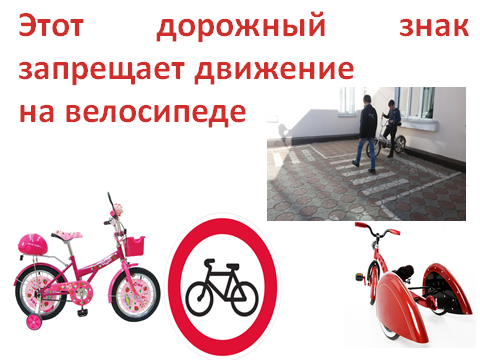 Этот дорожный знак
запрещает движение
на велосипеде